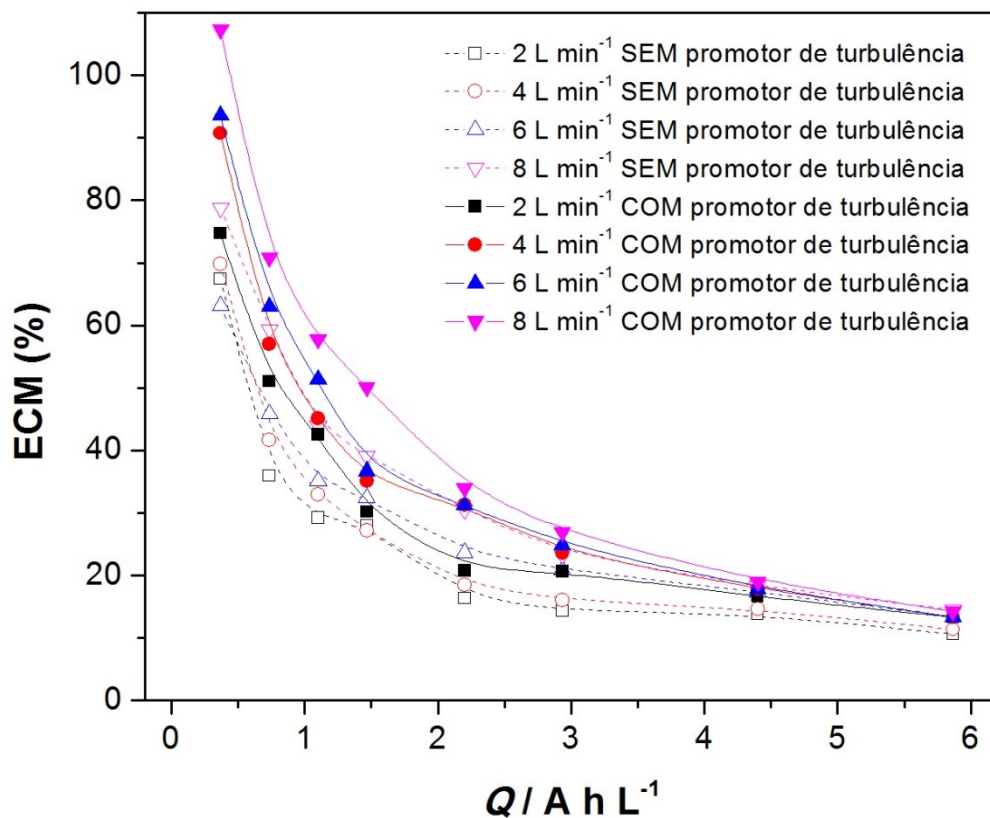 100
80
60
40
20
0
ECM (%)
2 L min⁻¹ SEM promotor de turbulência
4 L min⁻¹ SEM promotor de turbulência
6 L min⁻¹ SEM promotor de turbulência
8 L min⁻¹ SEM promotor de turbulência
2 L min⁻¹ COM promotor de turbulência
4 L min⁻¹ COM promotor de turbulência
6 L min⁻¹ COM promotor de turbulência
8 L min⁻¹ COM promotor de turbulência
0 1 2 3 4 5 6
Q / A h L⁻¹